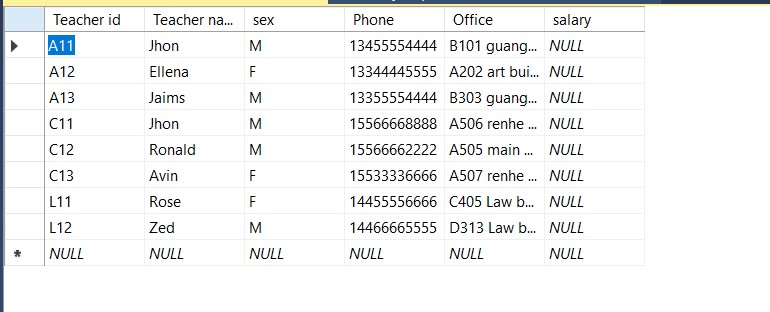 Teacher id Teacher na... sex Phone Office salary
A11 Jhon M 13455554444 B101 guang... NULL
A12 Ellena F 13344445555 A202 art bui... NULL
A13 Jaims M 13355554444 B303 guang... NULL
C11 Jhon M 15566668888 A506 renhe ... NULL
C12 Ronald M 15566662222 A505 main ... NULL
C13 Avin F 15533336666 A507 renhe ... NULL
L11 Rose F 14455556666 C405 Law b... NULL
L12 Zed M 14466665555 D313 Law b... NULL
* NULL NULL NULL NULL NULL NULL